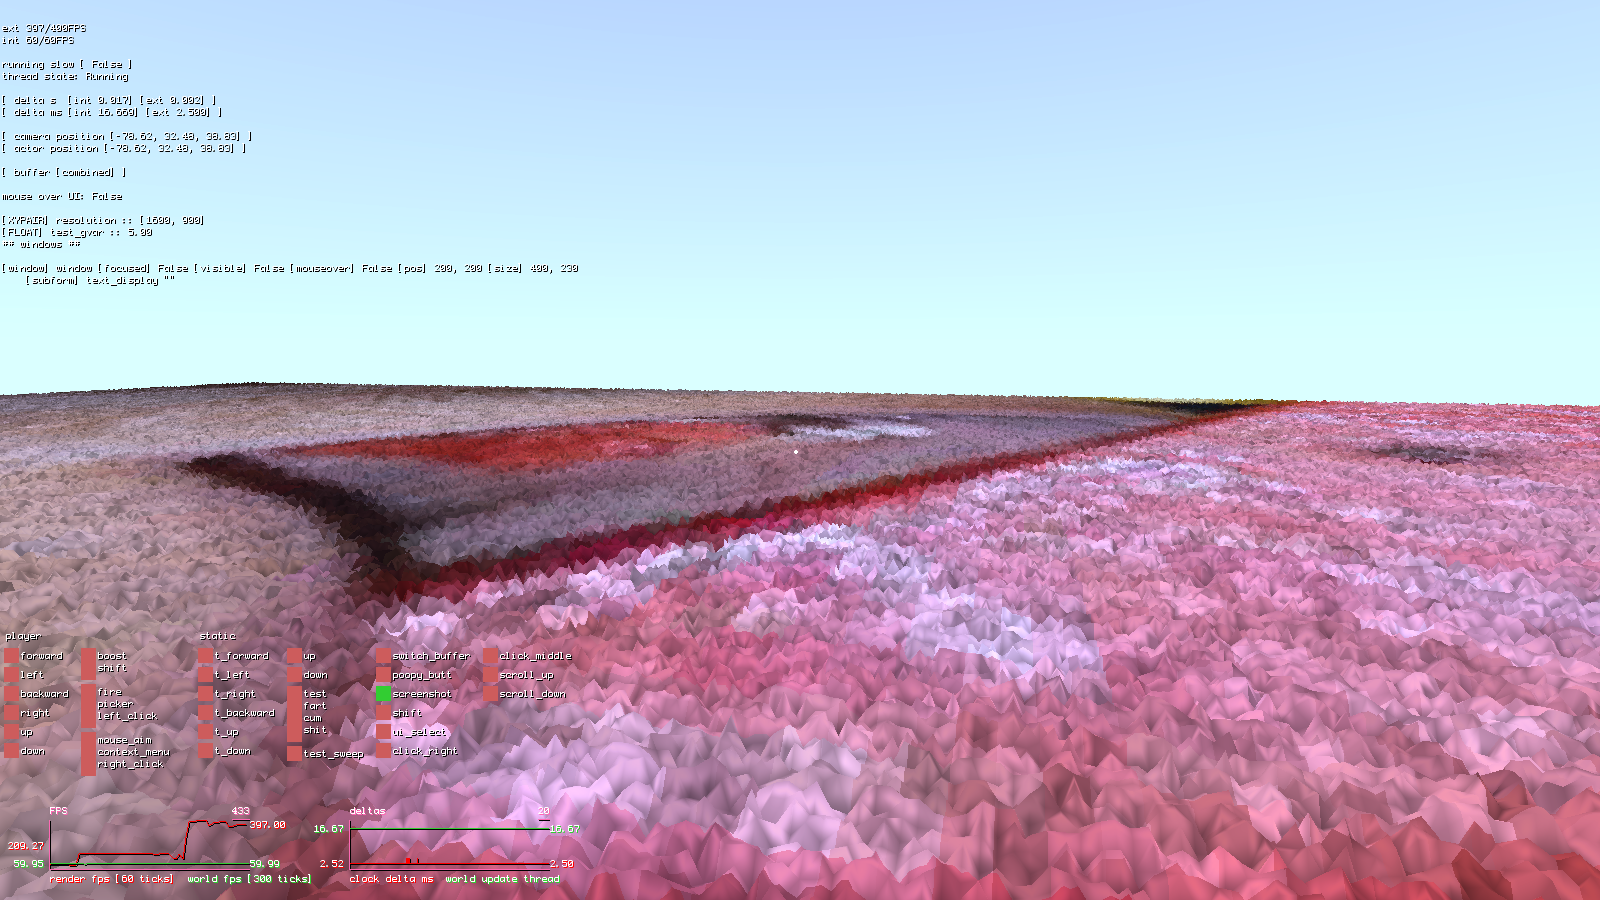 ext 397/400FPS
int 60/60FPS
running slow [ False ]
thread state: Running
[ delta s  [int 0.017] [ext 0.002] ]
[ delta ms [int 16.669] [ext 2.500] ]
[ camera position [-78.62, 32.48, 38.83] ]
[ actor position [-78.62, 32.48, 38.83] ]
[ buffer [combined] ]
mouse over UI: False
[XYPAIR] resolution :: [1600, 900]
[FLOAT] test_gvar :: 5.00
## windows ##
[window] window [focused] False [visible] False [mouseover] False [pos] 200, 200 [size] 400, 230
[subform] text_display ""
player
forward
left
backward
right
up
down
boost
shift
fire
picker
left_click
mouse_aim
context_menu
right_click
static
t_forward
t_left
t_right
t_backward
t_up
t_down
up
down
test
fart
cum
shit
test_sweep
switch_buffer
poopy_butt
screenshot
shift
ui_select
click_right
click_middle
scroll_up
scroll_down
FPS 433
397.00
209.27
59.95 59.99
render fps [60 ticks] world fps [300 ticks]
deltas 20
16.67 16.67
2.52 2.50
clock delta ms world update thread